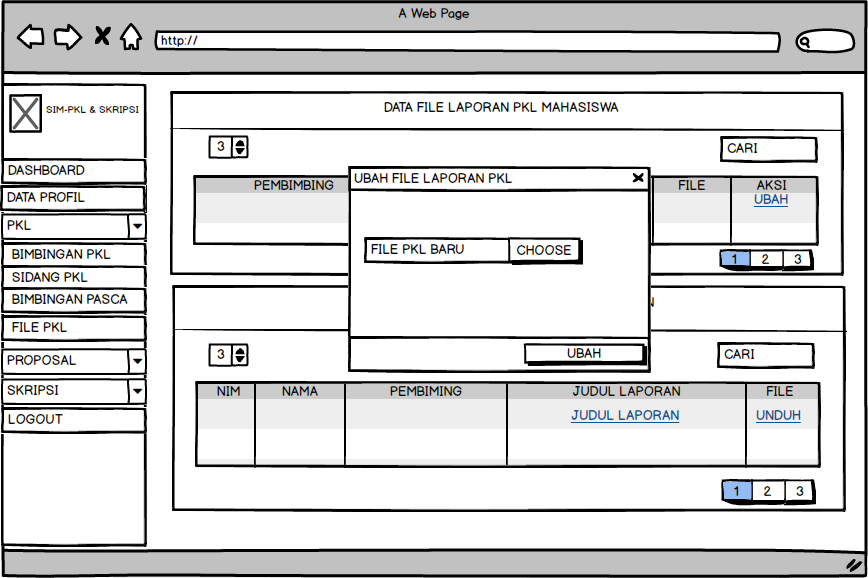 A Web Page
http://
SIM-PKL & SKRIPSI
DASHBOARD
DATA PROFIL
PKL
BIMBINGAN PKL
SIDANG PKL
BIMBINGAN PASCA
FILE PKL
PROPOSAL
SKRIPSI
LOGOUT
DATA FILE LAPORAN PKL MAHASISWA
3
CARI
PEMBIMBING FILE AKSI
UBAH
1 2 3
UBAH FILE LAPORAN PKL
FILE PKL BARU CHOOSE
UBAH
3
CARI
NIM NAMA PEMBIMING JUDUL LAPORAN FILE
JUDUL LAPORAN UNDUH
1 2 3